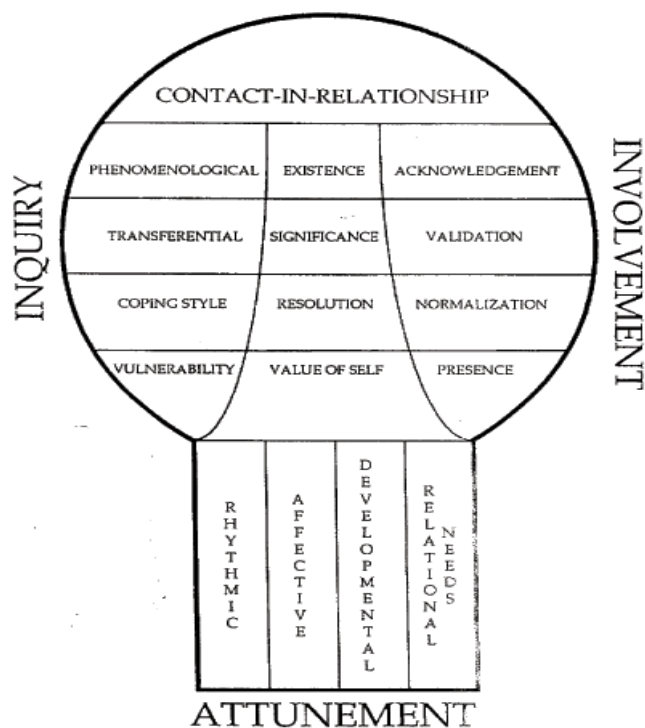 CONTACT-IN-RELATIONSHIP
INQUIRY
INVOLVEMENT
PHENOMENOLOGICAL EXISTENCE ACKNOWLEDGEMENT
TRANSFERENTIAL SIGNIFICANCE VALIDATION
COPING STYLE RESOLUTION NORMALIZATION
VULNERABILITY VALUE OF SELF PRESENCE
RHYTHMIC
AFFECTIVE
DEVELOPMENTAL
RELATIONAL
NEEDS
ATTUNEMENT